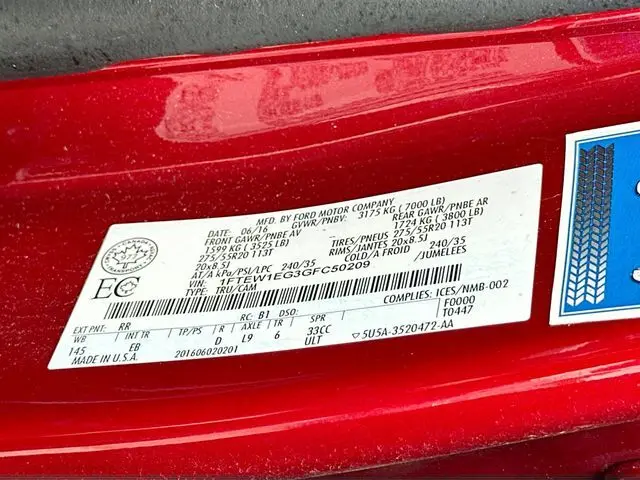 MFD. BY FORD MOTOR COMPANY.
DATE: 06/16 GVWR/PNBV: 3175 KG ( 7000 LB)
FRONT GAWR/PNBE AV REAR GAWR/PNBE AR
1599 KG ( 3525 LB) 1724 KG ( 3800 LB)
275/55R20 113T TIRES/PNEUS 275/55R20 113T
20x8.5J RIMS/JANTES 20x8.5J
AT/A kPa/PSI/LPC 240/35 COLD/A FROID 240/35
VIN: 1FTEW1EG3GFC50209 /JUMELEES
TYPE: TRU/CAM
EC
COMPLIES: ICES/NMB-002
EXT PNT: RR RC: B1 DSO: F0000
WB INT TR TP/PS R AXLE TR SPR T0447
145 EB D L9 6 33CC ▽5U5A-3520472-AA
MADE IN U.S.A. 201606020201 ULT